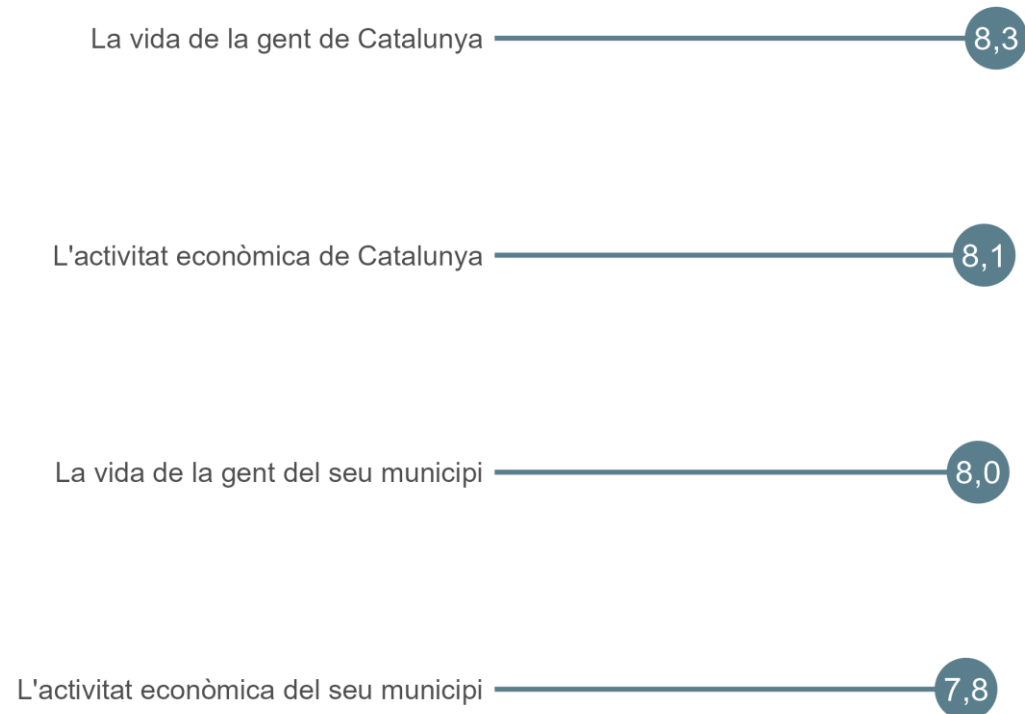 La vida de la gent de Catalunya 8,3
L'activitat econòmica de Catalunya 8,1
La vida de la gent del seu municipi 8,0
L'activitat econòmica del seu municipi 7,8